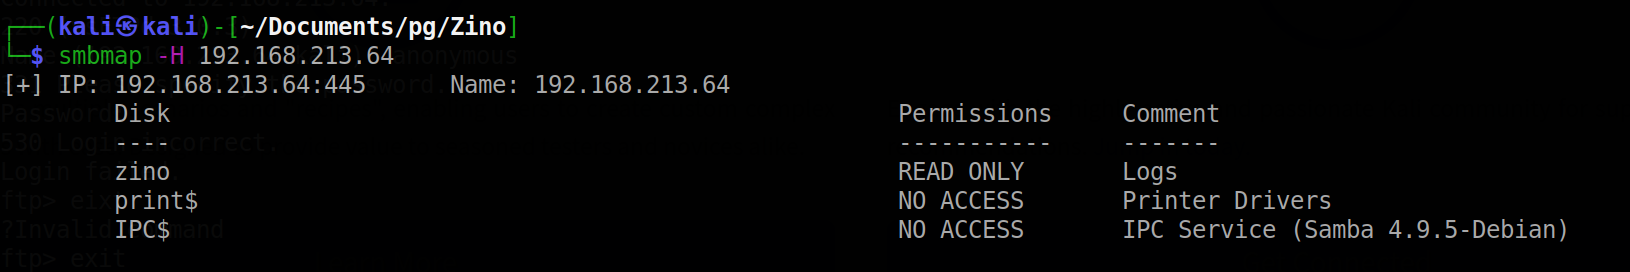 ┌──(kali㉿kali)-[~/Documents/pg/Zino]
└─$ smbmap -H 192.168.213.64
[+] IP: 192.168.213.64:445 Name: 192.168.213.64
Disk Permissions Comment
---- ----------- -------
zino READ ONLY Logs
print$ NO ACCESS Printer Drivers
IPC$ NO ACCESS IPC Service (Samba 4.9.5-Debian)